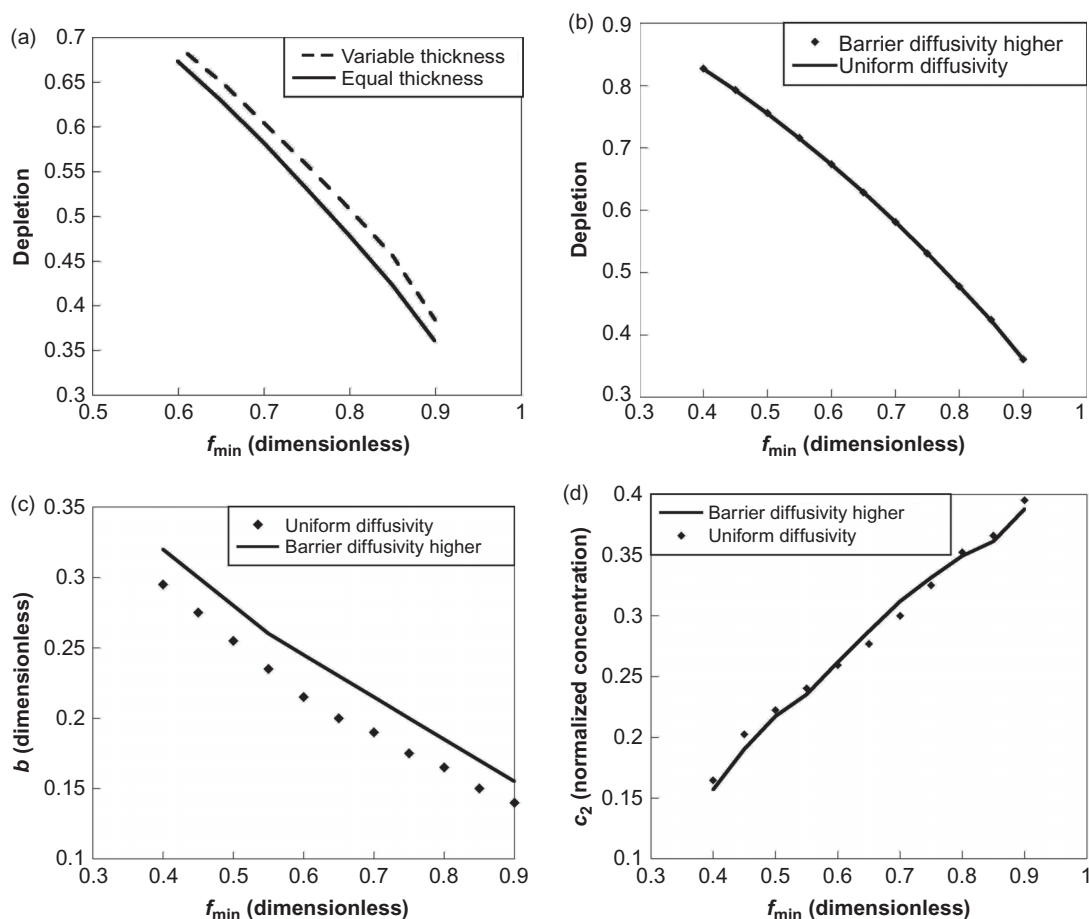 (a)
0.7
0.65
0.6
0.55
0.5
0.45
0.4
0.35
0.3
Depletion
Variable thickness
Equal thickness
0.5 0.6 0.7 0.8 0.9 1
fmin (dimensionless)
(b)
0.9
0.8
0.7
0.6
0.5
0.4
0.3
Depletion
Barrier diffusivity higher
Uniform diffusivity
0.3 0.4 0.5 0.6 0.7 0.8 0.9 1
fmin (dimensionless)
(c)
0.35
0.3
0.25
0.2
0.15
0.1
b (dimensionless)
Uniform diffusivity
Barrier diffusivity higher
0.3 0.4 0.5 0.6 0.7 0.8 0.9
fmin (dimensionless)
(d)
0.4
0.35
0.3
0.25
0.2
0.15
0.1
c2 (normalized concentration)
Barrier diffusivity higher
Uniform diffusivity
0.3 0.4 0.5 0.6 0.7 0.8 0.9 1
fmin (dimensionless)